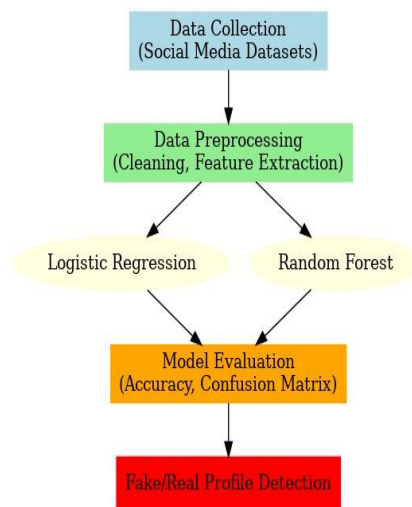 Data Collection
(Social Media Datasets)
Data Preprocessing
(Cleaning, Feature Extraction)
Logistic Regression
Random Forest
Model Evaluation
(Accuracy, Confusion Matrix)
Fake/Real Profile Detection